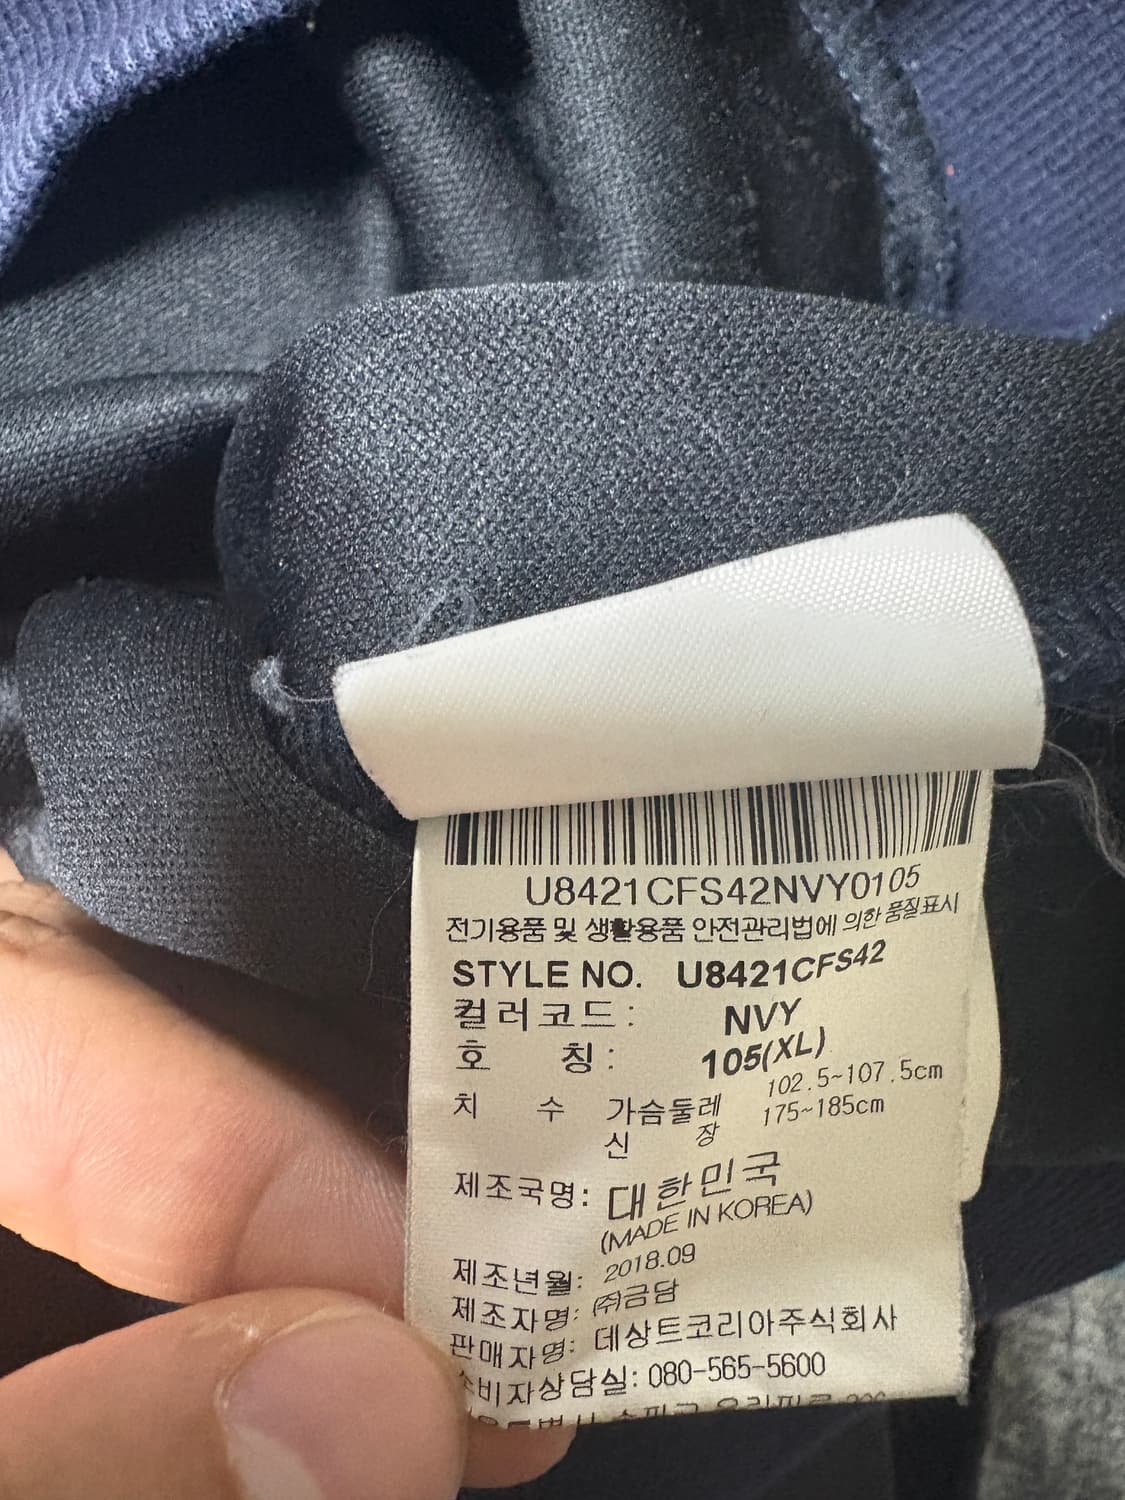 U8421CFS42NVY0105
전기용품 및 생활용품 안전관리법에 의한 품질표시
STYLE NO. U8421CFS42
컬러코드: NVY
호 칭: 105(XL)
치 수 가슴둘레 102.5~107.5cm
신 장 175~185cm
제조국명: 대한민국
(MADE IN KOREA)
제조년월: 2018.09
제조자명: ㈜금담
판매자명: 데상트코리아주식회사
소비자상담실: 080-565-5600